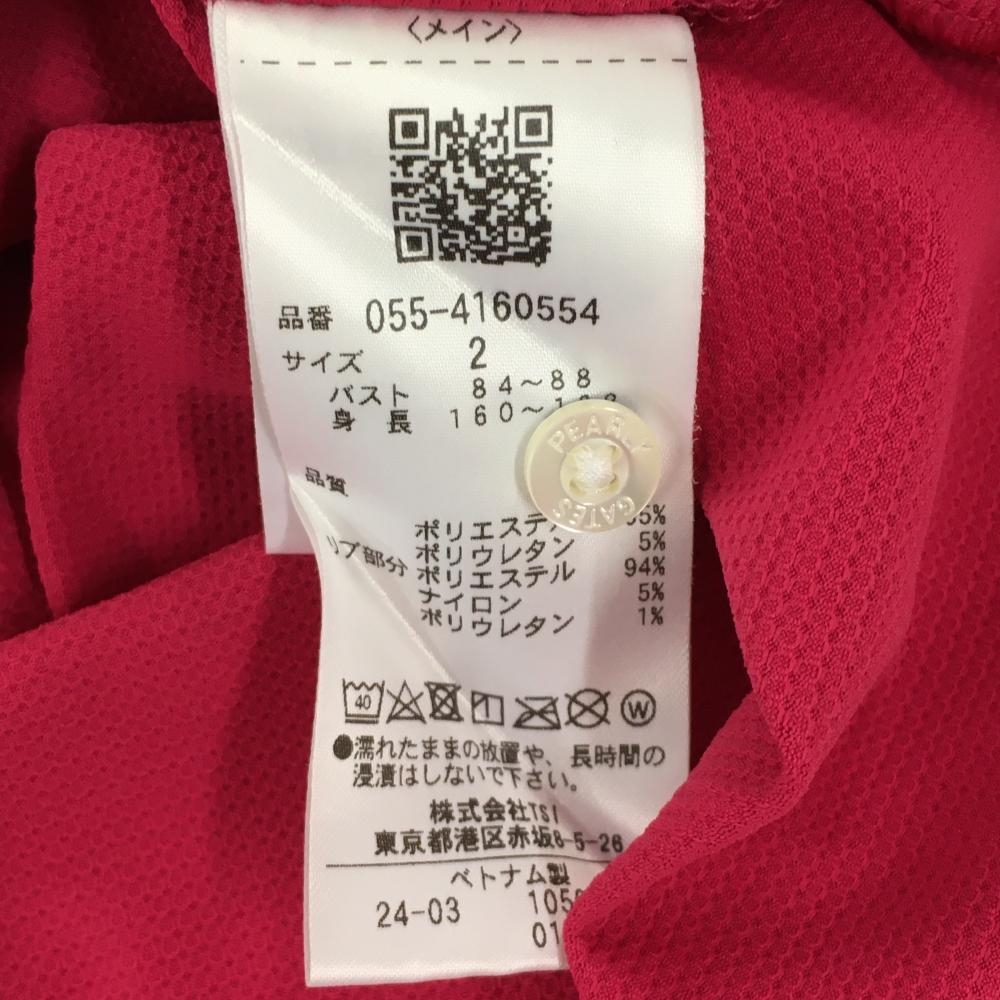 〈メイン〉
品番 055-4160554
サイズ 2
バスト 84～88
身長 160～
PEARLY
GATES
品質
ポリエステル 5%
ポリウレタン 5%
リブ部分 ポリエステル 94%
ナイロン 5%
ポリウレタン 1%
40
W
●濡れたままの放置や、長時間の
浸漬はしないで下さい。
株式会社TSI
東京都港区赤坂8-5-26
ベトナム製
24-03 105
01